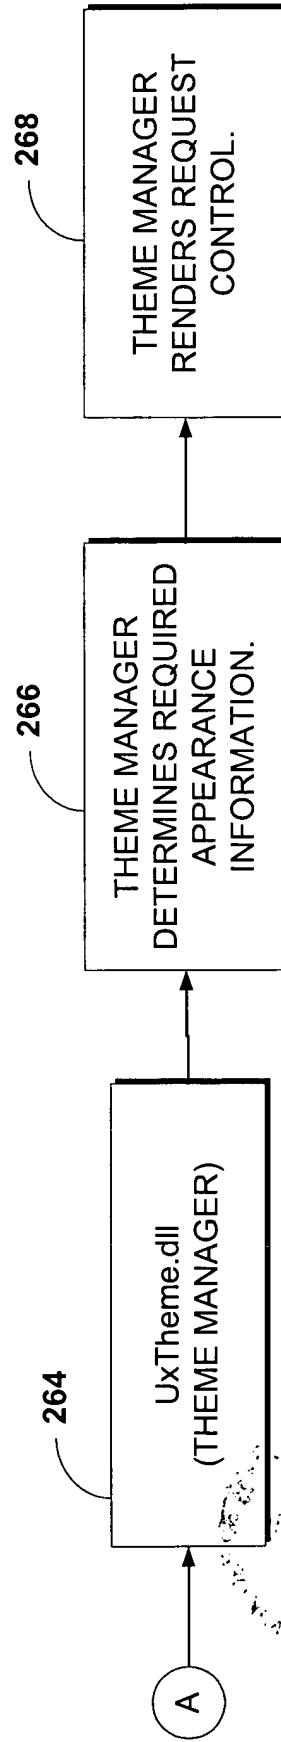 A
264
UxTheme.dll
(THEME MANAGER)
266
THEME MANAGER
DETERMINES REQUIRED
APPEARANCE
INFORMATION.
268
THEME MANAGER
RENDERS REQUEST
CONTROL.